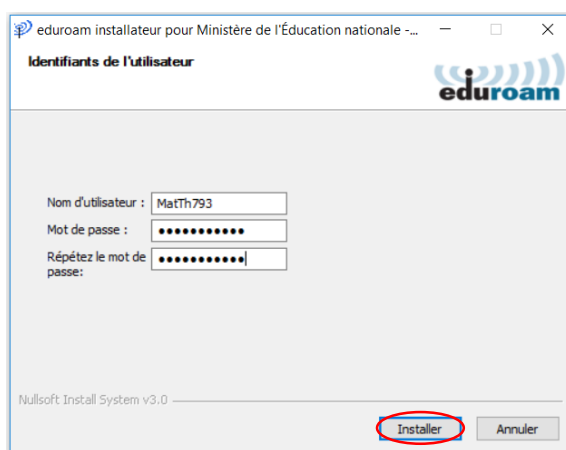 eduroam installateur pour Ministère de l'Éducation nationale -...
Identifiants de l'utilisateur
eduroam
Nom d'utilisateur : MatTh793
Mot de passe : ●●●●●●●●●●●
Répétez le mot de ●●●●●●●●●●●
passe:
Nullsoft Install System v3.0
Installer Annuler